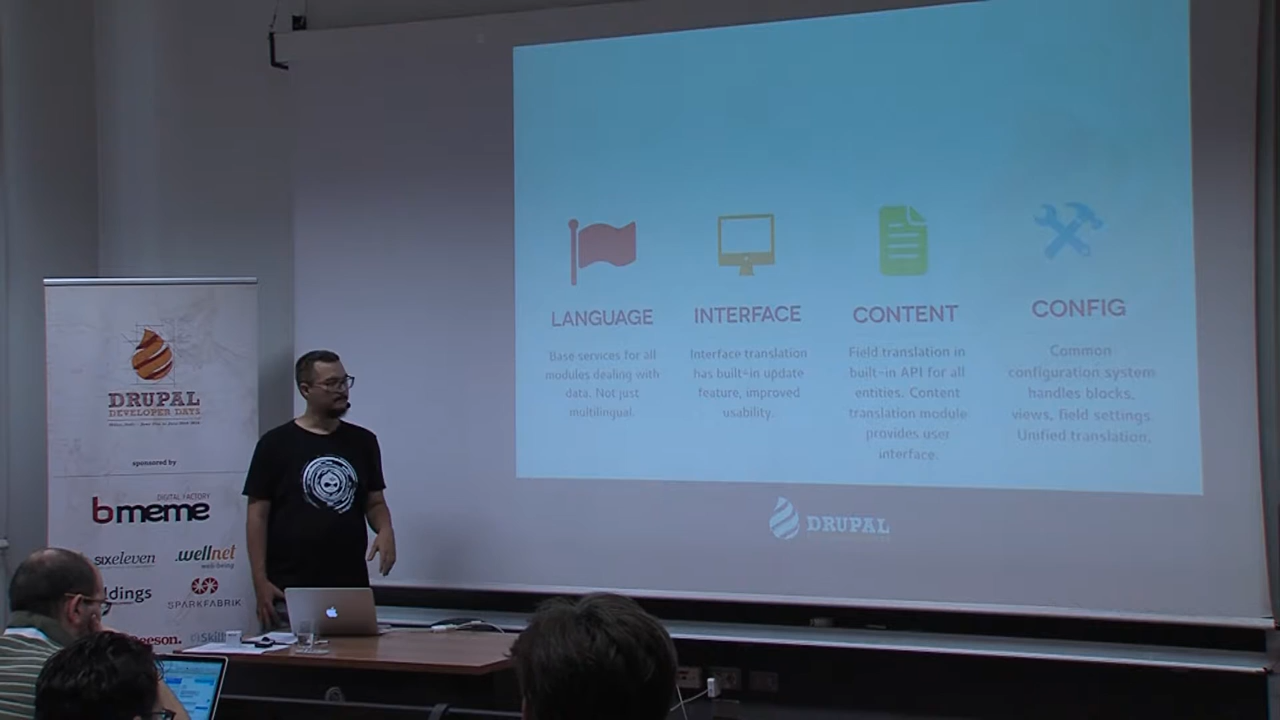 LANGUAGE
Base services for all
modules dealing with
data. Not just
multilingual.
INTERFACE
Interface translation
has built-in update
feature, improved
usability.
CONTENT
Field translation in
built-in API for all
entities. Content
translation module
provides user
interface.
CONFIG
Common
configuration system
handles blocks,
views, field settings.
Unified translation.
DRUPAL
DRUPAL
DEVELOPER DAYS
sponsored by
DIGITAL FACTORY
bmeme
sixeleven
.wellnet
well-being
SPARKFABRIK